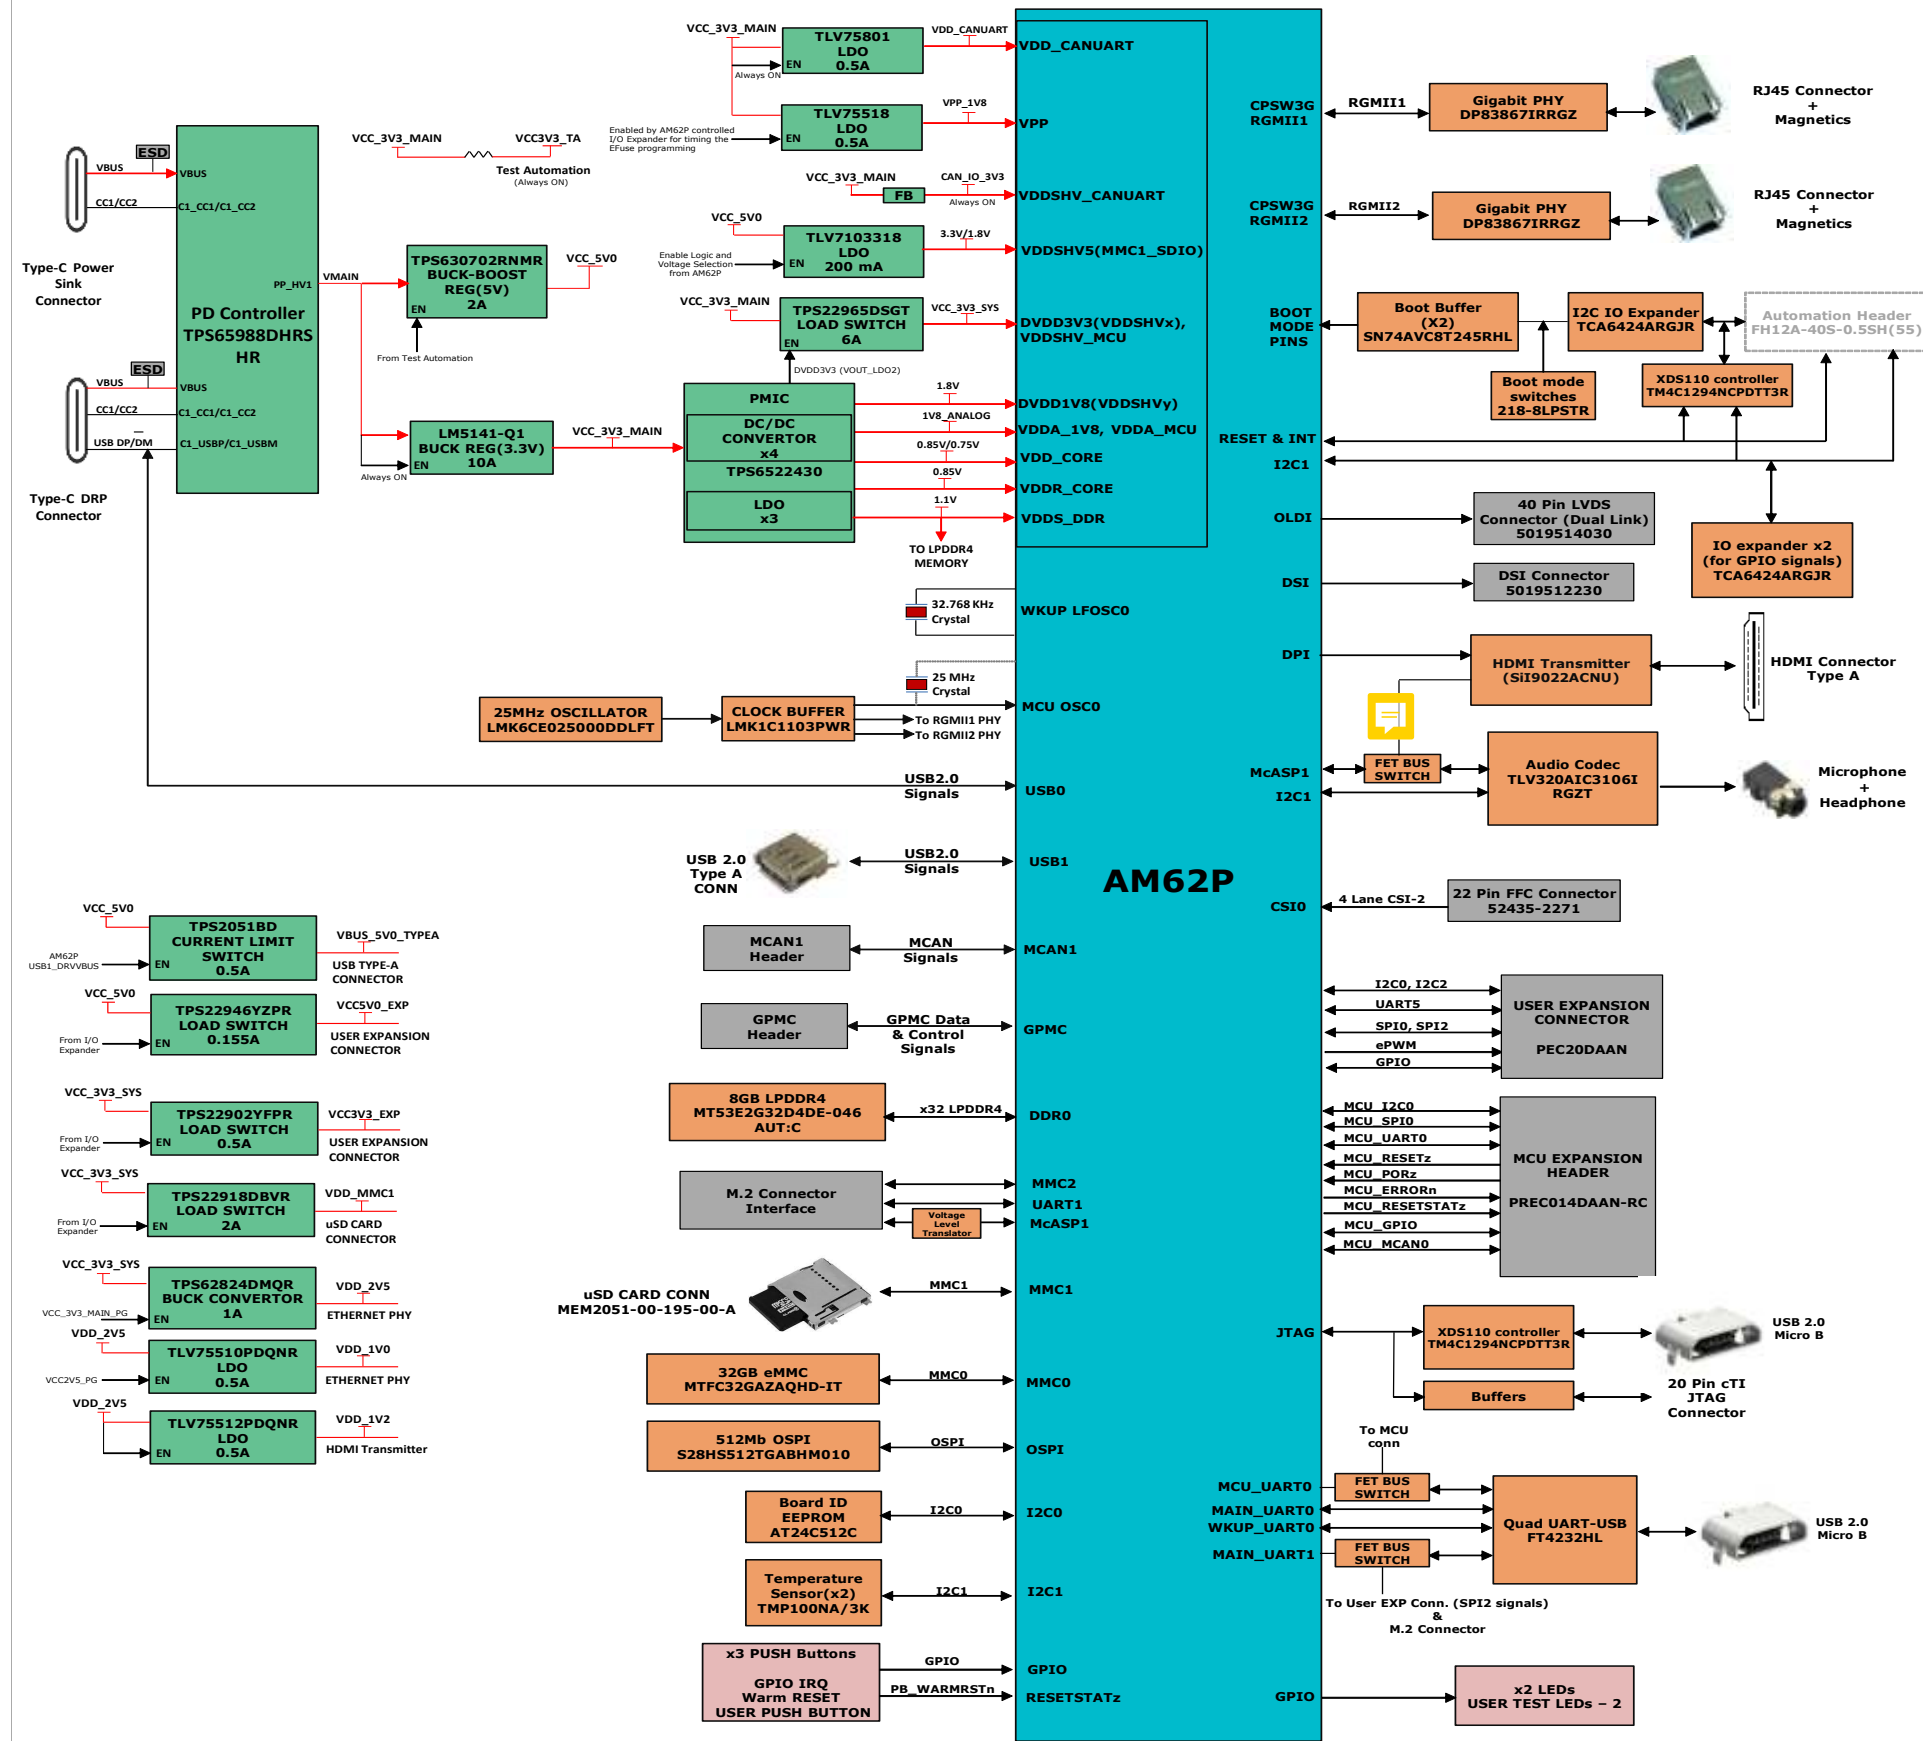 VCC_3V3_MAIN
TLV75801
LDO
0.5A
EN
Always ON
VDD_CANUART
VDD_CANUART
TLV75518
LDO
0.5A
EN
Enabled by AM62P controlled
I/O Expander for timing the
EFuse programming
VPP_1V8
VPP
VCC_3V3_MAIN
VCC3V3_TA
Test Automation
(Always ON)
VCC_3V3_MAIN
FB
CAN_IO_3V3
Always ON
VDDSHV_CANUART
VCC_5V0
TLV7103318
LDO
200 mA
EN
Enable Logic and
Voltage Selection
from AM62P
3.3V/1.8V
VDDSHV5(MMC1_SDIO)
VCC_3V3_MAIN
TPS22965DSGT
LOAD SWITCH
6A
EN
VCC_3V3_SYS
DVDD3V3(VDDSHVx),
VDDSHV_MCU
DVDD3V3 (VOUT_LDO2)
ESD
VBUS
VBUS
CC1/CC2
C1_CC1/C1_CC2
Type-C Power
Sink
Connector
PD Controller
TPS65988DHRS
HR
PP_HV1
VMAIN
ESD
VBUS
VBUS
CC1/CC2
C1_CC1/C1_CC2
USB DP/DM
C1_USBP/C1_USBM
Type-C DRP
Connector
TPS630702RNMR
BUCK-BOOST
REG(5V)
2A
EN
VCC_5V0
From Test Automation
LM5141-Q1
BUCK REG(3.3V)
10A
EN
Always ON
VCC_3V3_MAIN
PMIC
DC/DC
CONVERTOR
x4
TPS6522430
LDO
x3
1.8V
DVDD1V8(VDDSHVy)
1V8_ANALOG
VDDA_1V8, VDDA_MCU
0.85V/0.75V
VDD_CORE
0.85V
VDDR_CORE
1.1V
VDDS_DDR
TO LPDDR4
MEMORY
32.768 KHz
Crystal
WKUP LFOSC0
25 MHz
Crystal
25MHz OSCILLATOR
LMK6CE025000DDLFT
CLOCK BUFFER
LMK1C1103PWR
To RGMII1 PHY
To RGMII2 PHY
MCU OSC0
USB2.0
Signals
USB0
USB 2.0
Type A
CONN
USB2.0
Signals
USB1
MCAN1
Header
MCAN
Signals
MCAN1
GPMC
Header
GPMC Data
& Control
Signals
GPMC
8GB LPDDR4
MT53E2G32D4DE-046
AUT:C
x32 LPDDR4
DDR0
M.2 Connector
Interface
Voltage
Level
Translator
MMC2
UART1
McASP1
uSD CARD CONN
MEM2051-00-195-00-A
MMC1
MMC1
32GB eMMC
MTFC32GAZAQHD-IT
MMC0
MMC0
512Mb OSPI
S28HS512TGABHM010
OSPI
OSPI
Board ID
EEPROM
AT24C512C
I2C0
I2C0
Temperature
Sensor(x2)
TMP100NA/3K
I2C1
I2C1
x3 PUSH Buttons
GPIO IRQ
Warm RESET
USER PUSH BUTTON
GPIO
GPIO
PB_WARMRSTn
RESETSTATz
AM62P
VCC_5V0
TPS2051BD
CURRENT LIMIT
SWITCH
0.5A
EN
AM62P
USB1_DRVVBUS
VBUS_5V0_TYPEA
USB TYPE-A
CONNECTOR
VCC_5V0
TPS22946YZPR
LOAD SWITCH
0.155A
EN
From I/O
Expander
VCC5V0_EXP
USER EXPANSION
CONNECTOR
VCC_3V3_SYS
TPS22902YFPR
LOAD SWITCH
0.5A
EN
From I/O
Expander
VCC3V3_EXP
USER EXPANSION
CONNECTOR
VCC_3V3_SYS
TPS22918DBVR
LOAD SWITCH
2A
EN
From I/O
Expander
VDD_MMC1
uSD CARD
CONNECTOR
VCC_3V3_SYS
TPS62824DMQR
BUCK CONVERTOR
1A
EN
VCC_3V3_MAIN_PG
VDD_2V5
ETHERNET PHY
VDD_2V5
TLV75510PDQNR
LDO
0.5A
EN
VCC2V5_PG
VDD_1V0
ETHERNET PHY
VDD_2V5
TLV75512PDQNR
LDO
0.5A
EN
VDD_1V2
HDMI Transmitter
CPSW3G
RGMII1
RGMII1
Gigabit PHY
DP83867IRRGZ
RJ45 Connector
+
Magnetics
CPSW3G
RGMII2
RGMII2
Gigabit PHY
DP83867IRRGZ
RJ45 Connector
+
Magnetics
BOOT
MODE
PINS
Boot Buffer
(X2)
SN74AVC8T245RHL
I2C IO Expander
TCA6424ARGJR
Automation Header
FH12A-40S-0.5SH(55)
Boot mode
switches
218-8LPSTR
XDS110 controller
TM4C1294NCPDTT3R
RESET & INT
I2C1
OLDI
40 Pin LVDS
Connector (Dual Link)
5019514030
IO expander x2
(for GPIO signals)
TCA6424ARGJR
DSI
DSI Connector
5019512230
DPI
HDMI Transmitter
(SiI9022ACNU)
HDMI Connector
Type A
McASP1
I2C1
FET BUS
SWITCH
Audio Codec
TLV320AIC3106I
RGZT
Microphone
+
Headphone
CSI0
4 Lane CSI-2
22 Pin FFC Connector
52435-2271
I2C0, I2C2
UART5
SPI0, SPI2
ePWM
GPIO
USER EXPANSION
CONNECTOR
PEC20DAAN
MCU_I2C0
MCU_SPI0
MCU_UART0
MCU_RESETz
MCU_PORz
MCU_ERRORn
MCU_RESETSTATz
MCU_GPIO
MCU_MCAN0
MCU EXPANSION
HEADER
PREC014DAAN-RC
JTAG
XDS110 controller
TM4C1294NCPDTT3R
USB 2.0
Micro B
Buffers
20 Pin cTI
JTAG
Connector
To MCU
conn
MCU_UART0
FET BUS
SWITCH
MAIN_UART0
WKUP_UART0
MAIN_UART1
FET BUS
SWITCH
Quad UART-USB
FT4232HL
USB 2.0
Micro B
To User EXP Conn. (SPI2 signals)
&
M.2 Connector
GPIO
x2 LEDs
USER TEST LEDs – 2